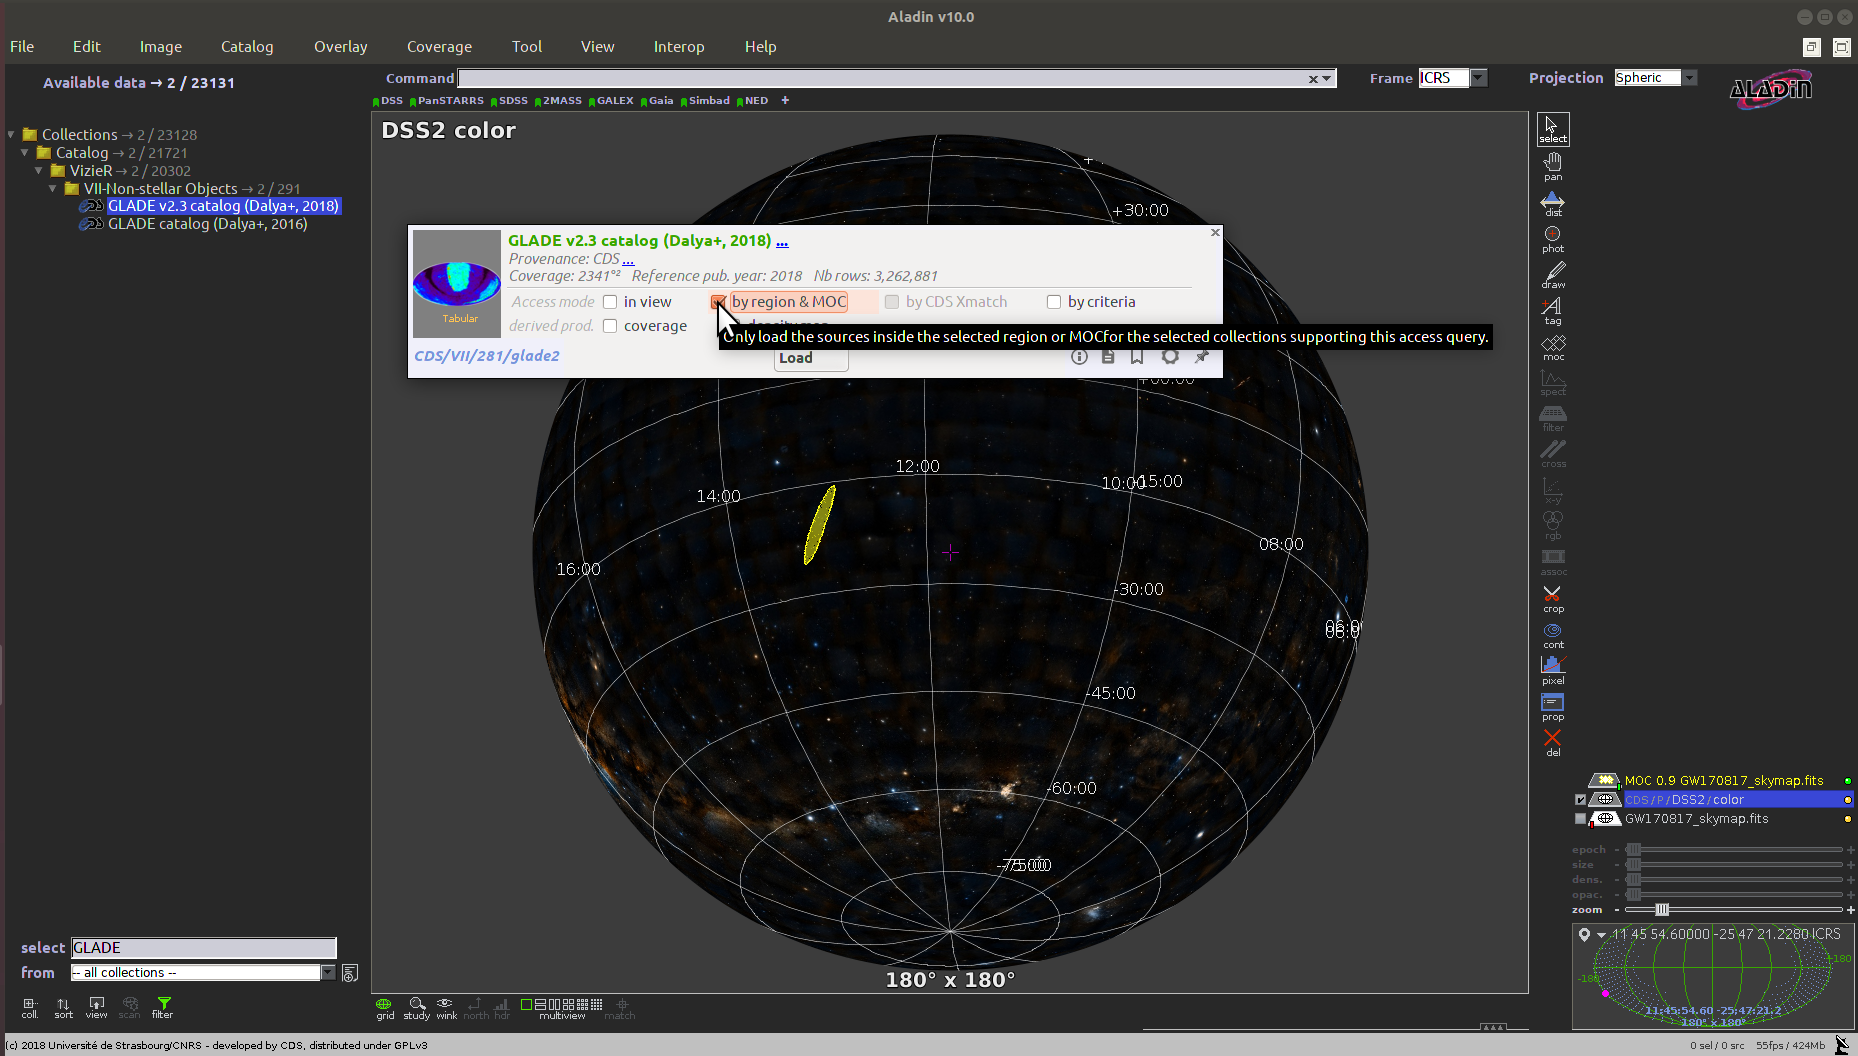 Aladin v10.0
File Edit Image Catalog Overlay Coverage Tool View Interop Help
Available data → 2 / 23131
Command
Frame ICRS
Projection Spheric
ALADIN
DSS PanSTARRS SDSS 2MASS GALEX Gaia Simbad NED +
Collections → 2 / 23128
Catalog → 2 / 21721
VizieR → 2 / 20302
VII-Non-stellar Objects → 2 / 291
GLADE v2.3 catalog (Dalya+, 2018)
GLADE catalog (Dalya+, 2016)
DSS2 color
+30:00
GLADE v2.3 catalog (Dalya+, 2018) ...
Provenance: CDS ...
Coverage: 2341°² Reference pub. year: 2018 Nb rows: 3,262,881
Access mode in view by region & MOC by CDS Xmatch by criteria
derived prod. coverage
Tabular
Only load the sources inside the selected region or MOCfor the selected collections supporting this access query.
CDS/VII/281/glade2
Load
+00:00
12:00
14:00
10:00
-15:00
16:00
08:00
-30:00
06:0
-45:00
-60:00
-75:00
180° x 180°
select
pan
dist
phot
draw
tag
moc
spect
filter
cross
x-y
rgb
assoc
crop
cont
pixel
prop
del
MOC 0.9 GW170817_skymap.fits
CDS/P/DSS2/color
GW170817_skymap.fits
epoch - +
size - +
dens. - +
opac. - +
zoom - +
11 45 54.60000 -25 47 21.2280 ICRS
+180
-180
11:45:54.60 -25:47:21.2
180° x 180°
select GLADE
from -- all collections --
coll. sort view scan filter
grid study wink north hdr multiview match
(c) 2018 Université de Strasbourg/CNRS - developed by CDS, distributed under GPLv3
0 sel / 0 src 55fps / 424Mb